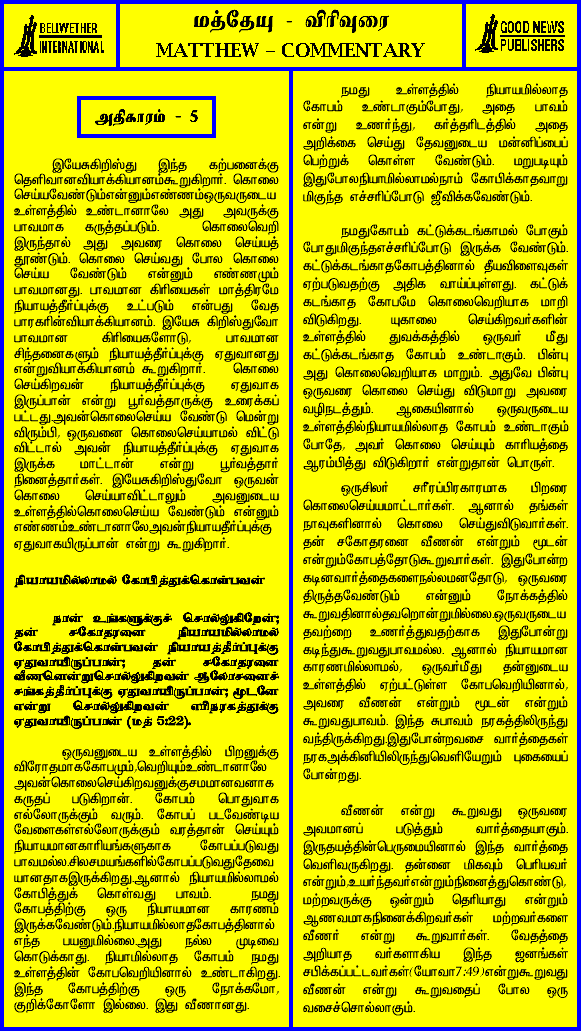 BELLWETHER
INTERNATIONAL
மத்தேயு - விரிவுரை
MATTHEW – COMMENTARY
GOOD NEWS
PUBLISHERS
அதிகாரம் - 5
இயேசுகிறிஸ்து இந்த கற்பனைக்கு
தெளிவானவியாக்கியானம்கூறுகிறார். கொலை
செய்யவேண்டும்என்னும்எண்ணம்ஒருவருடைய
உள்ளத்தில் உண்டானாலே அது அவருக்கு
பாவமாக கருத்தப்படும். கொலைவெறி
இருந்தால் அது அவரை கொலை செய்யத்
தூண்டும். கொலை செய்வது போல கொலை
செய்ய வேண்டும் என்னும் எண்ணமும்
பாவமானது. பாவமான கிரியைகள் மாத்திரமே
நியாயத்தீர்ப்புக்கு உட்படும் என்பது வேத
பாரகரின்வியாக்கியானம். இயேசு கிறிஸ்துவோ
பாவமான கிரியைகளோடு, பாவமான
சிந்தனைகளும் நியாயத்தீர்ப்புக்கு ஏதுவானது
என்றுவியாக்கியானம் கூறுகிறார். கொலை
செய்கிறவன் நியாயத்தீர்ப்புக்கு ஏதுவாக
இருப்பான் என்று பூர்வத்தாருக்கு உரைக்கப்
பட்டது.அவன்கொலைசெய்ய வேண்டு மென்று
விரும்பி, ஒருவனை கொலைசெய்யாமல் விட்டு
விட்டால் அவன் நியாயத்தீர்ப்புக்கு ஏதுவாக
இருக்க மாட்டான் என்று பூர்வத்தார்
நினைத்தார்கள். இயேசுகிறிஸ்துவோ ஒருவன்
கொலை செய்யாவிட்டாலும் அவனுடைய
உள்ளத்தில்கொலைசெய்ய வேண்டும் என்னும்
எண்ணம்உண்டானாலேஅவன்நியாயத்தீர்ப்புக்கு
ஏதுவாகயிருப்பான் என்று கூறுகிறார்.
நியாயமில்லாமல் கோபித்துக்கொள்பவன்
நான் உங்களுக்குச் சொல்லுகிறேன்;
தன் சகோதரனை நியாயமில்லாமல்
கோபித்துக்கொள்பவன் நியாயத்தீர்ப்புக்கு
ஏதுவாயிருப்பான்; தன் சகோதரனை
வீணனென்றுசொல்லுகிறவன் ஆலோசனைச்
சங்கத்தீர்ப்புக்கு ஏதுவாயிருப்பான்; மூடனே
என்று சொல்லுகிறவன் எரிநரகத்துக்கு
ஏதுவாயிருப்பான் (மத் 5:22).
ஒருவனுடைய உள்ளத்தில் பிறனுக்கு
விரோதமாககோபமும்,வெறியும்உண்டானாலே
அவன்கொலைசெய்கிறவனுக்குசமமானவனாக
கருதப் படுகிறான். கோபம் பொதுவாக
எல்லோருக்கும் வரும். கோபப் படவேண்டிய
வேளைகள்எல்லோருக்கும் வரத்தான் செய்யும்
நியாயமானகாரியங்களுகாக கோபப்படுவது
பாவமல்ல.சிலசமயங்களில்கோபப்படுவதுதேவை
யானதாகஇருக்கிறது.ஆனால் நியாயமில்லாமல்
கோபித்துக் கொள்வது பாவம். நமது
கோபத்திற்கு ஒரு நியாயமான காரணம்
இருக்கவேண்டும்.நியாயமில்லாதகோபத்தினால்
எந்த பயனுமில்லை.அது நல்ல முடிவை
கொடுக்காது. நியாமில்லாத கோபம் நமது
உள்ளத்தின் கோபவெறியினால் உண்டாகிறது.
இந்த கோபத்திற்கு ஒரு நோக்கமோ,
குறிக்கோளோ இல்லை. இது வீணானது.
நமது உள்ளத்தில் நியாயமில்லாத
கோபம் உண்டாகும்போது, அதை பாவம்
என்று உணர்ந்து, கர்த்தரிடத்தில் அதை
அறிக்கை செய்து தேவனுடைய மன்னிப்பைப்
பெற்றுக் கொள்ள வேண்டும். மறுபடியும்
இதுபோலநியாமில்லாமல்நாம் கோபிக்காதவாறு
மிகுந்த எச்சரிப்போடு ஜீவிக்கவேண்டும்.
நமதுகோபம் கட்டுக்கடங்காமல் போகும்
போதுமிகுந்தஎச்சரிப்போடு இருக்க வேண்டும்.
கட்டுக்கடங்காதகோபத்தினால் தீயவிளைவுகள்
ஏற்படுவதற்கு அதிக வாய்ப்புள்ளது. கட்டுக்
கடங்காத கோபமே கொலைவெறியாக மாறி
விடுகிறது. யுகாலை செய்கிறவர்களின்
உள்ளத்தில் துவக்கத்தில் ஒருவர் மீது
கட்டுக்கடங்காத கோபம் உண்டாகும். பின்பு
அது கொலைவெறியாக மாறும். அதுவே பின்பு
ஒருவரை கொலை செய்து விடுமாறு அவரை
வழிநடத்தும். ஆகையினால் ஒருவருடைய
உள்ளத்தில்நியாயமில்லாத கோபம் உண்டாகும்
போதே, அவர் கொலை செய்யும் காரியத்தை
ஆரம்பித்து விடுகிறார் என்றுதான் பொருள்.
ஒருசிலர் சரீரப்பிரகாரமாக பிறரை
கொலைசெய்யமாட்டார்கள். ஆனால் தங்கள்
நாவுகளினால் கொலை செய்துவிடுவார்கள்.
தன் சகோதரனை வீணன் என்றும் மூடன்
என்றும்கோபத்தோடுகூறுவார்கள். இதுபோன்ற
கடினவார்த்தைகளைநல்லமனதோடு, ஒருவரை
திருத்தவேண்டும் என்னும் நோக்கத்தில்
கூறுவதினால்தவறொன்றுமில்லை.ஒருவருடைய
தவற்றை உணர்த்துவதற்காக இதுபோன்று
கடிந்துகூறுவதுபாவமல்ல. ஆனால் நியாயமான
காரணமில்லாமல், ஒருவர்மீது தன்னுடைய
உள்ளத்தில் ஏற்பட்டுள்ள கோபவெறியினால்,
அவரை வீணன் என்றும் மூடன் என்றும்
கூறுவதுபாவம். இந்த சுபாவம் நரகத்திலிருந்து
வந்திருக்கிறது.இதுபோன்றவசை வார்த்தைகள்
நரகஅக்கினியிலிருந்துவெளியேறும் புகையைப்
போன்றது.
வீணன் என்று கூறுவது ஒருவரை
அவமானப் படுத்தும் வார்த்தையாகும்.
இருதயத்தின்பெருமையினால் இந்த வார்த்தை
வெளிவருகிறது. தன்னை மிகவும் பெரியவர்
என்றும்,உயர்ந்தவர்என்றும்நினைத்துகொண்டு,
மற்றவருக்கு ஒன்றும் தெரியாது என்றும்
ஆணவமாகநினைக்கிறவர்கள் மற்றவர்களை
வீணர் என்று கூறுவார்கள். வேதத்தை
அறியாத வர்களாகிய இந்த ஜனங்கள்
சபிக்கப்பட்டவர்கள்(யோவா7:49)என்றுகூறுவது
வீணன் என்று கூறுவதைப் போல ஒரு
வசைச்சொல்லாகும்.